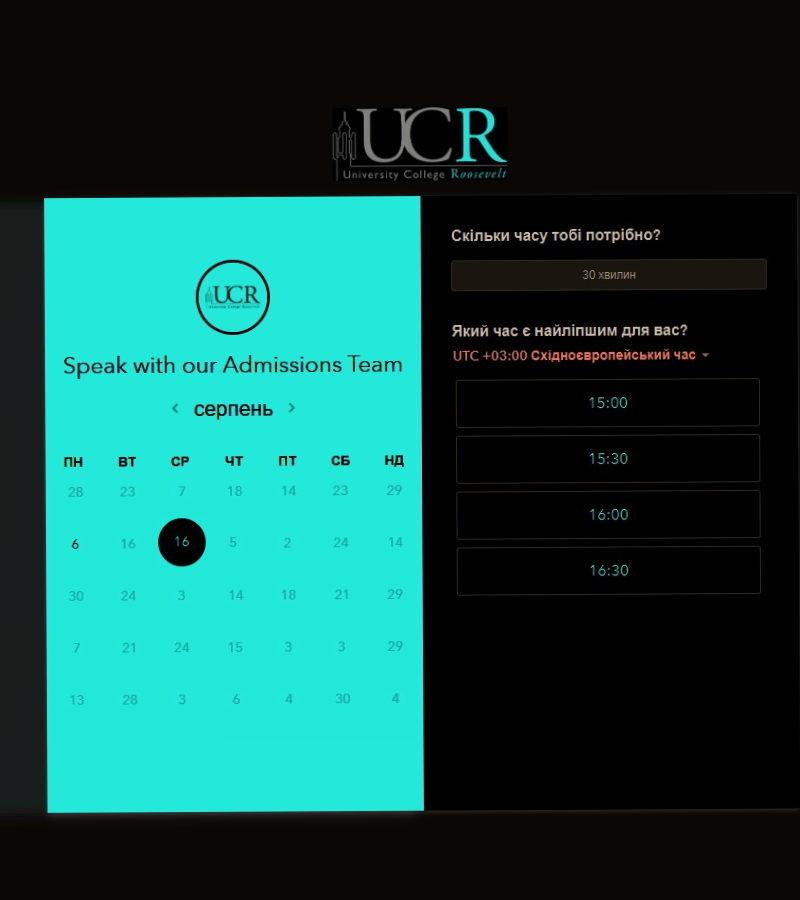 UCR
University College Roosevelt
UCR
University College Roosevelt
Speak with our Admissions Team
серпень
ПН ВТ СР ЧТ ПТ СБ НД
28 23 7 18 14 23 29
6 16 16 5 2 24 14
30 24 3 14 18 21 29
7 21 24 15 3 3 29
13 28 3 6 4 30 4
Скільки часу тобі потрібно?
30 хвилин
Який час є найліпшим для вас?
UTC +03:00 Східноєвропейський час
15:00
15:30
16:00
16:30